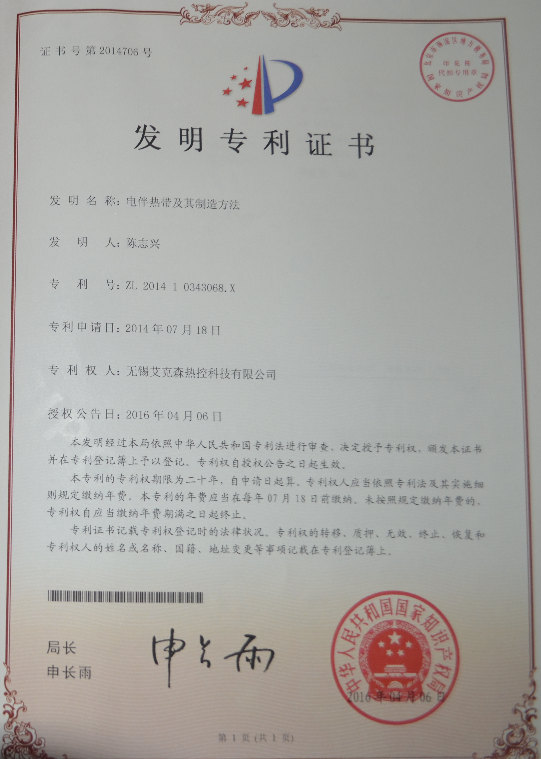 证书号第2014706号
发明专利证书
发明名称：电伴热带及其制造方法
发明人：陈志兴
专利号：ZL 2014 1 0343068.X
专利申请日：2014年07月18日
专利权人：无锡艾克森热控科技有限公司
授权公告日：2016年04月06日
本发明经过本局依照中华人民共和国专利法进行审查，决定授予专利权，颁发本证书
并在专利登记簿上予以登记。专利权自授权公告之日起生效。
本专利的专利权期限为二十年，自申请日起算。专利权人应当依照专利法及其实施细
则规定缴纳年费。本专利的年费应当在每年07月18日前缴纳。未按照规定缴纳年费的，
专利权自应当缴纳年费期满之日起终止。
专利证书记载专利权登记时的法律状况。专利权的转移、质押、无效、终止、恢复和
专利权人的姓名或名称、国籍、地址变更等事项记载在专利登记簿上。
局长
申长雨
申长雨
中华人民共和国国家知识产权局
2016年04月06日
第1页（共1页）